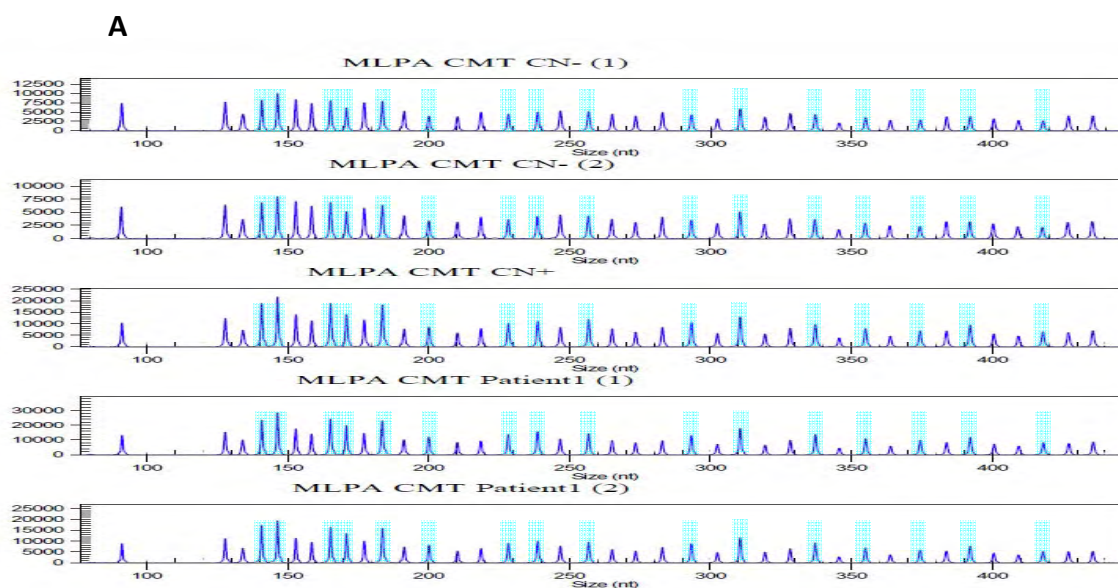 A
MLPA CMT CN- (1)
12500
10000
7500
5000
2500
0
100 150 200 250 300 350 400
Size (nt)
MLPA CMT CN- (2)
10000
7500
5000
2500
0
100 150 200 250 300 350 400
Size (nt)
MLPA CMT CN+
25000
20000
15000
10000
5000
0
100 150 200 250 300 350 400
Size (nt)
MLPA CMT Patient1 (1)
30000
20000
10000
0
100 150 200 250 300 350 400
Size (nt)
MLPA CMT Patient1 (2)
25000
20000
15000
10000
5000
0
100 150 200 250 300 350 400
Size (nt)